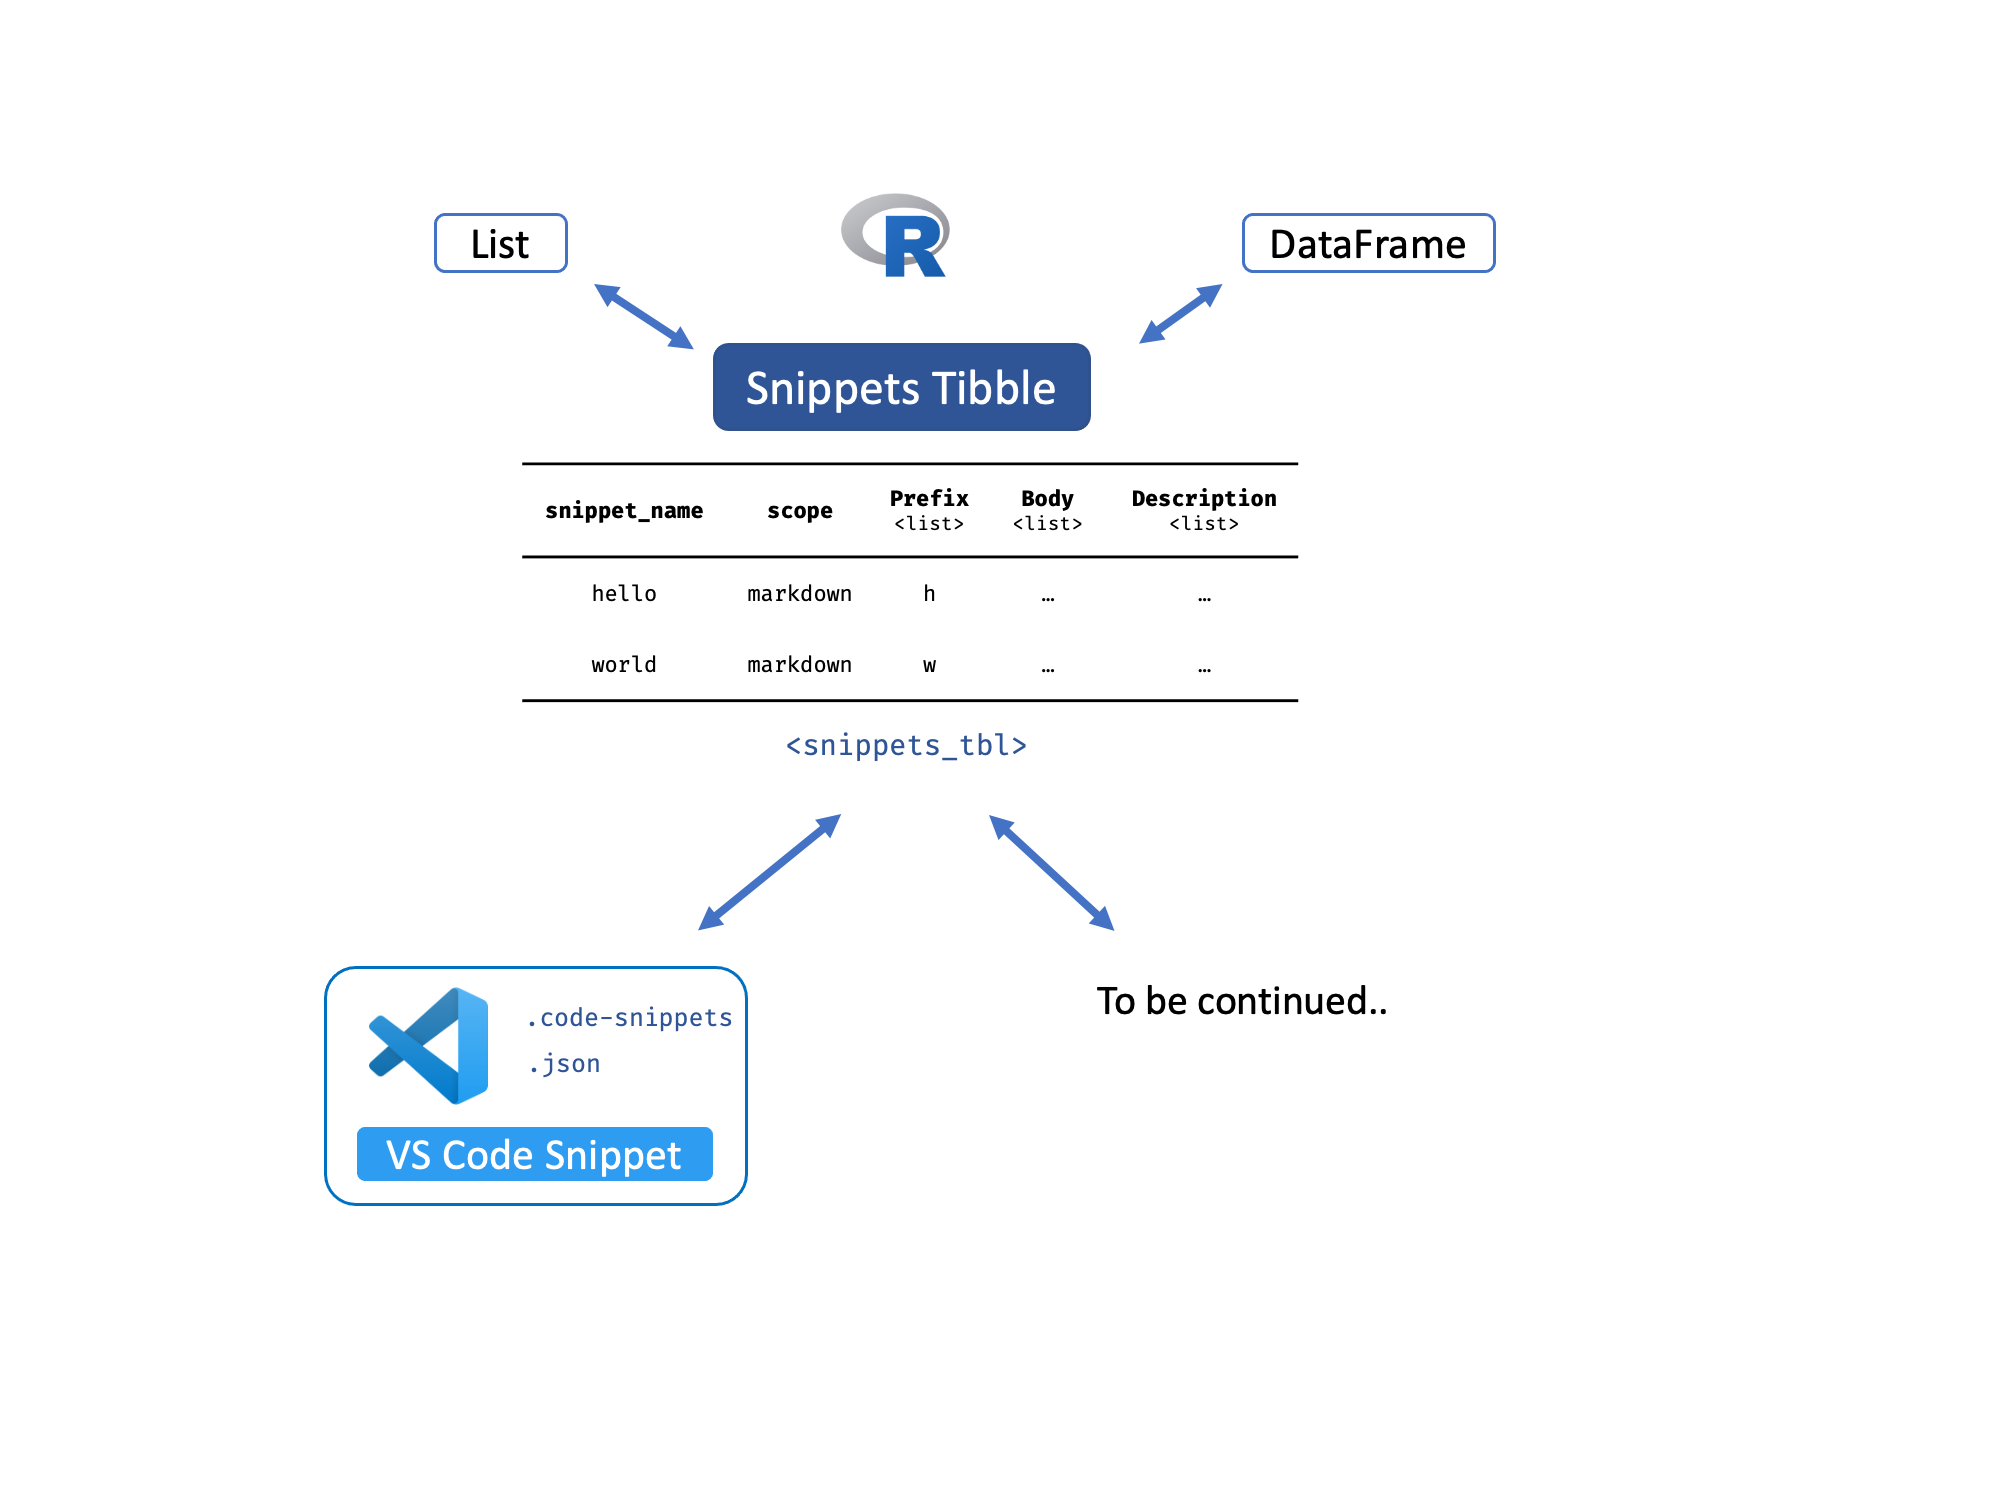 List
R
DataFrame
Snippets Tibble
snippet_name scope Prefix Body Description
<list> <list> <list>
hello markdown h … …
world markdown w … …
<snippets_tbl>
.code-snippets
.json
VS Code Snippet
To be continued..